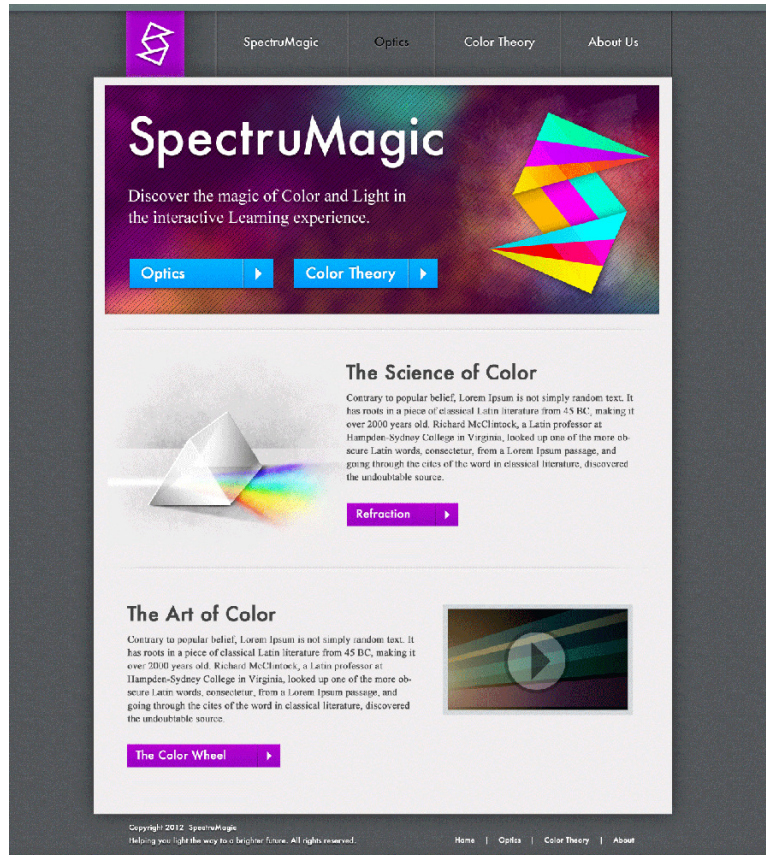 SpectruMagic Optics Color Theory About Us
SpectruMagic
Discover the magic of Color and Light in
the interactive Learning experience.
Optics Color Theory
The Science of Color
Contrary to popular belief, Lorem Ipsum is not simply random text. It
has roots in a piece of classical Latin literature from 45 BC, making it
over 2000 years old. Richard McClintock, a Latin professor at
Hampden-Sydney College in Virginia, looked up one of the more ob-
scure Latin words, consectetur, from a Lorem Ipsum passage, and
going through the cites of the word in classical literature, discovered
the undoubtable source.
Refraction
The Art of Color
Contrary to popular belief, Lorem Ipsum is not simply random text. It
has roots in a piece of classical Latin literature from 45 BC, making it
over 2000 years old. Richard McClintock, a Latin professor at
Hampden-Sydney College in Virginia, looked up one of the more ob-
scure Latin words, consectetur, from a Lorem Ipsum passage, and
going through the cites of the word in classical literature, discovered
the undoubtable source.
The Color Wheel
Copyright 2012 SpectruMagic
Helping you light the way to a brighter future. All rights reserved.
Home | Optics | Color Theory | About